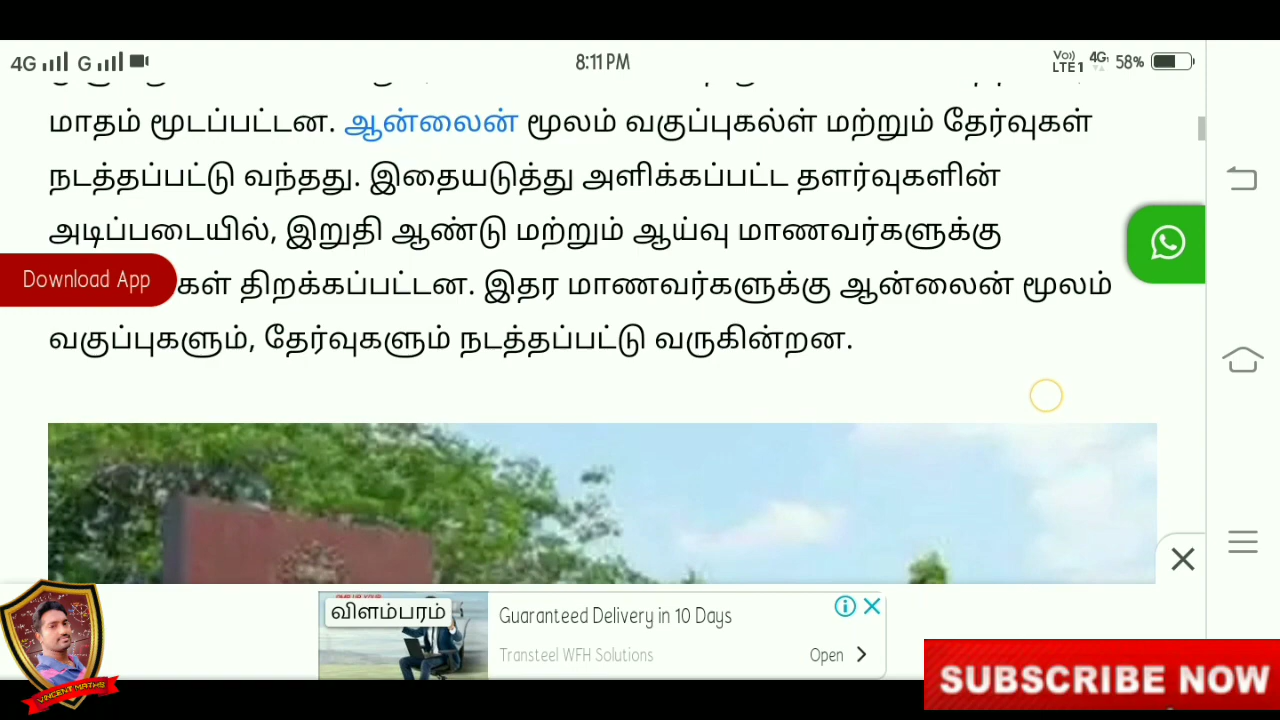 4G G 8:11 PM Vo)) LTE1 4G 58%
மாதம் மூடப்பட்டன. ஆன்லைன் மூலம் வகுப்புகல்ள் மற்றும் தேர்வுகள்
நடத்தப்பட்டு வந்தது. இதையடுத்து அளிக்கப்பட்ட தளர்வுகளின்
அடிப்படையில், இறுதி ஆண்டு மற்றும் ஆய்வு மாணவர்களுக்கு
Download App கள் திறக்கப்பட்டன. இதர மாணவர்களுக்கு ஆன்லைன் மூலம்
வகுப்புகளும், தேர்வுகளும் நடத்தப்பட்டு வருகின்றன.
விளம்பரம்
Guaranteed Delivery in 10 Days
Transteel WFH Solutions Open
VINCENT MATHS
SUBSCRIBE NOW